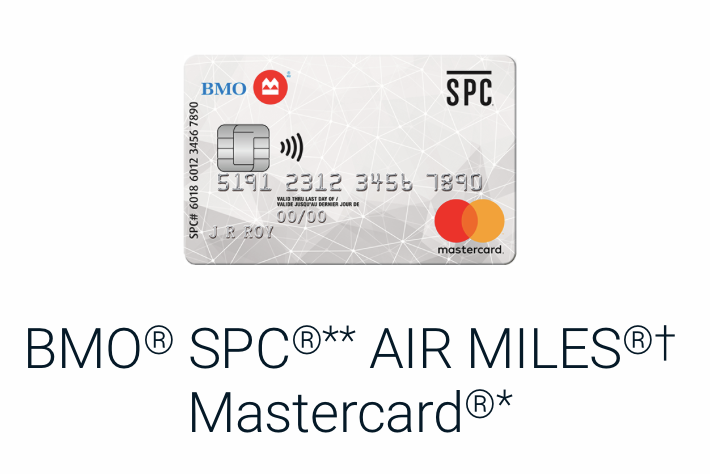 BMO
SPC
SPC# 6018 6012 3456 7890
5191 2312 3456 7890
VALID THRU LAST DAY OF /
VALIDE JUSQU'AU DERNIER JOUR DE
00/00
J R ROY
mastercard
BMO® SPC®** AIR MILES®†
Mastercard®*